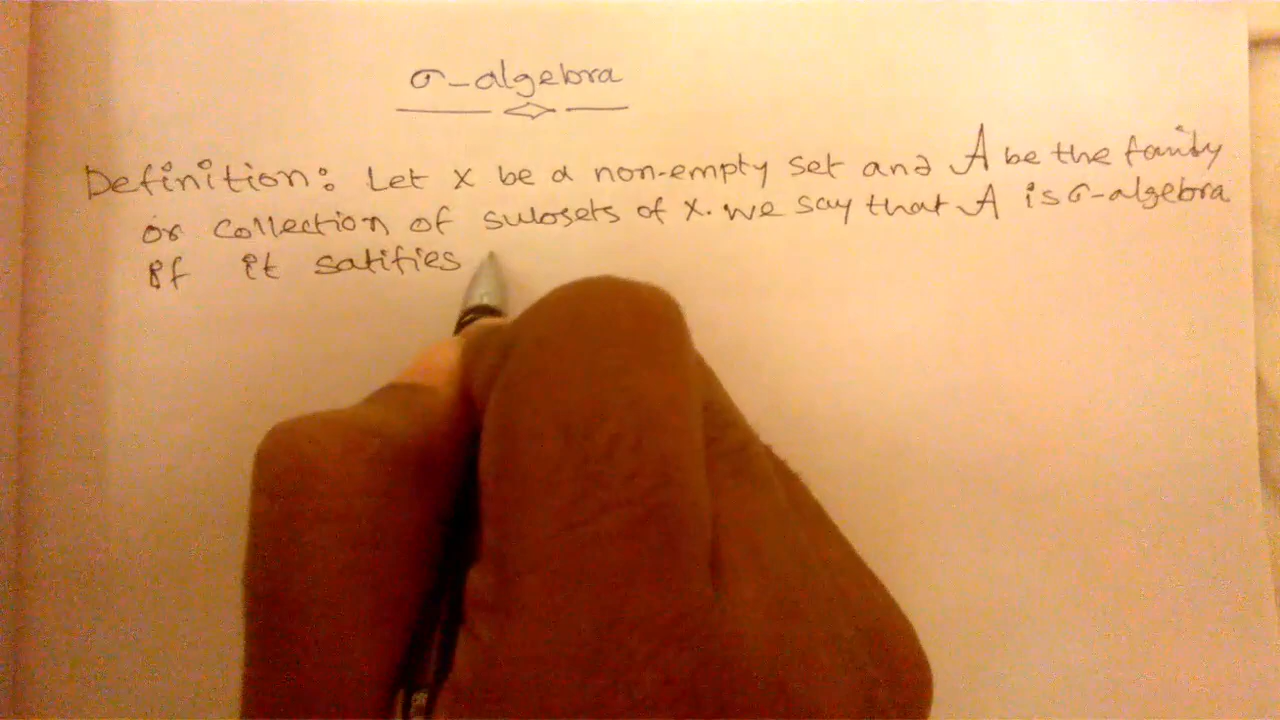 σ-algebra
Definition: Let X be a non-empty set and A be the family
or collection of subsets of X. we say that A is σ-algebra
if it satifies